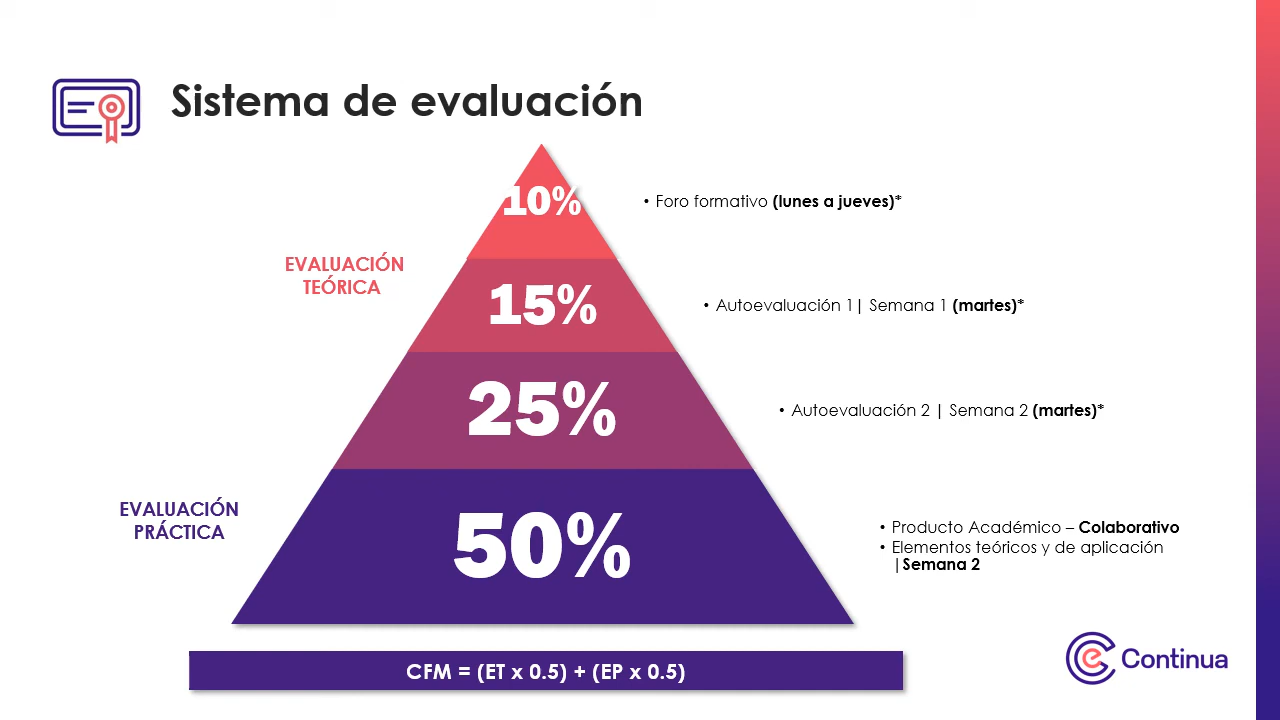 Sistema de evaluación
10%
• Foro formativo (lunes a jueves)*
EVALUACIÓN
TEÓRICA
15%
• Autoevaluación 1| Semana 1 (martes)*
25%
• Autoevaluación 2 | Semana 2 (martes)*
EVALUACIÓN
PRÁCTICA
50%
• Producto Académico – Colaborativo
• Elementos teóricos y de aplicación
|Semana 2
CFM = (ET x 0.5) + (EP x 0.5)
Continua